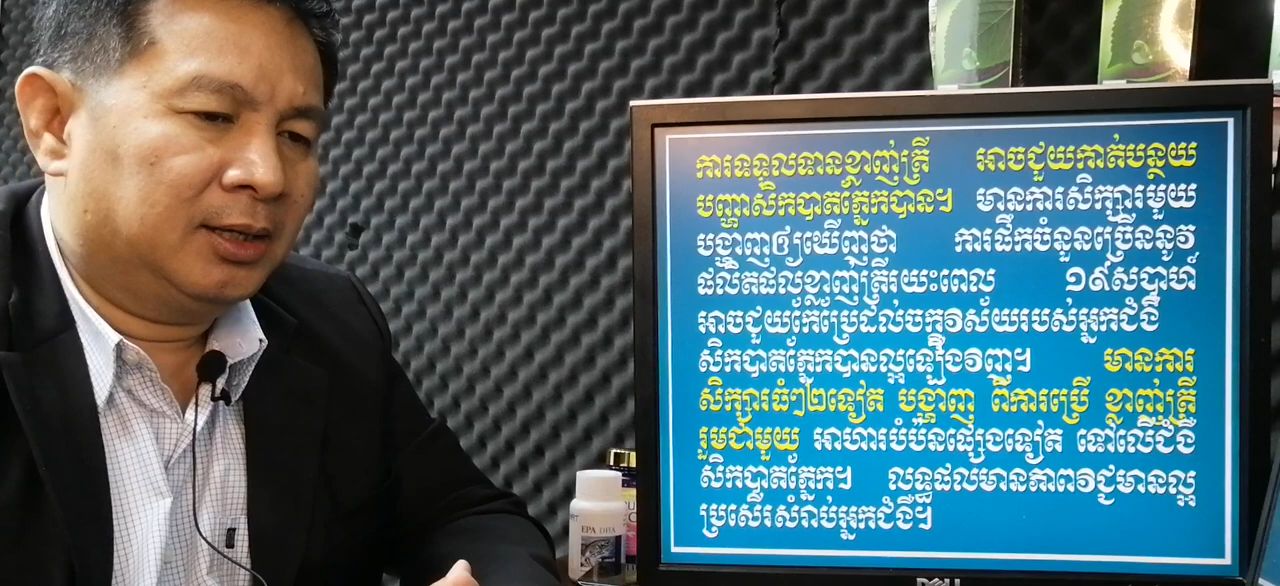 ការទទួលទានខ្លាញ់ត្រី អាចជួយកាត់បន្ថយ
បញ្ហាសឹកបាតភ្នែកបាន។ មានការសិក្សារមួយ
បង្ហាញឲ្យឃើញថា ការផឹកចំនួនច្រើននូវ
ផលិតផលខ្លាញ់ត្រីរយៈពេល ១៩សបា្ដហ៍
អាចជួយកែប្រែដល់ចក្ខុវិស័យរបស់អ្នកជំងឺ
សឹកបាតភ្នែកបានល្អឡើងវិញ។ មានការ
សិក្សារធំៗ២ទៀត បង្ហាញ ពីការប្រើ ខ្លាញ់ត្រី
រួមជាមួយ អាហារបំប៉នផ្សេងទៀត ទៅលើជំងឺ
សឹកបាតភ្នែក។ លទ្ធផលមានភាពវិជ្ជមានល្អ
ប្រសើរសំរាប់អ្នកជំងឺ។
EPA DHA
DELL